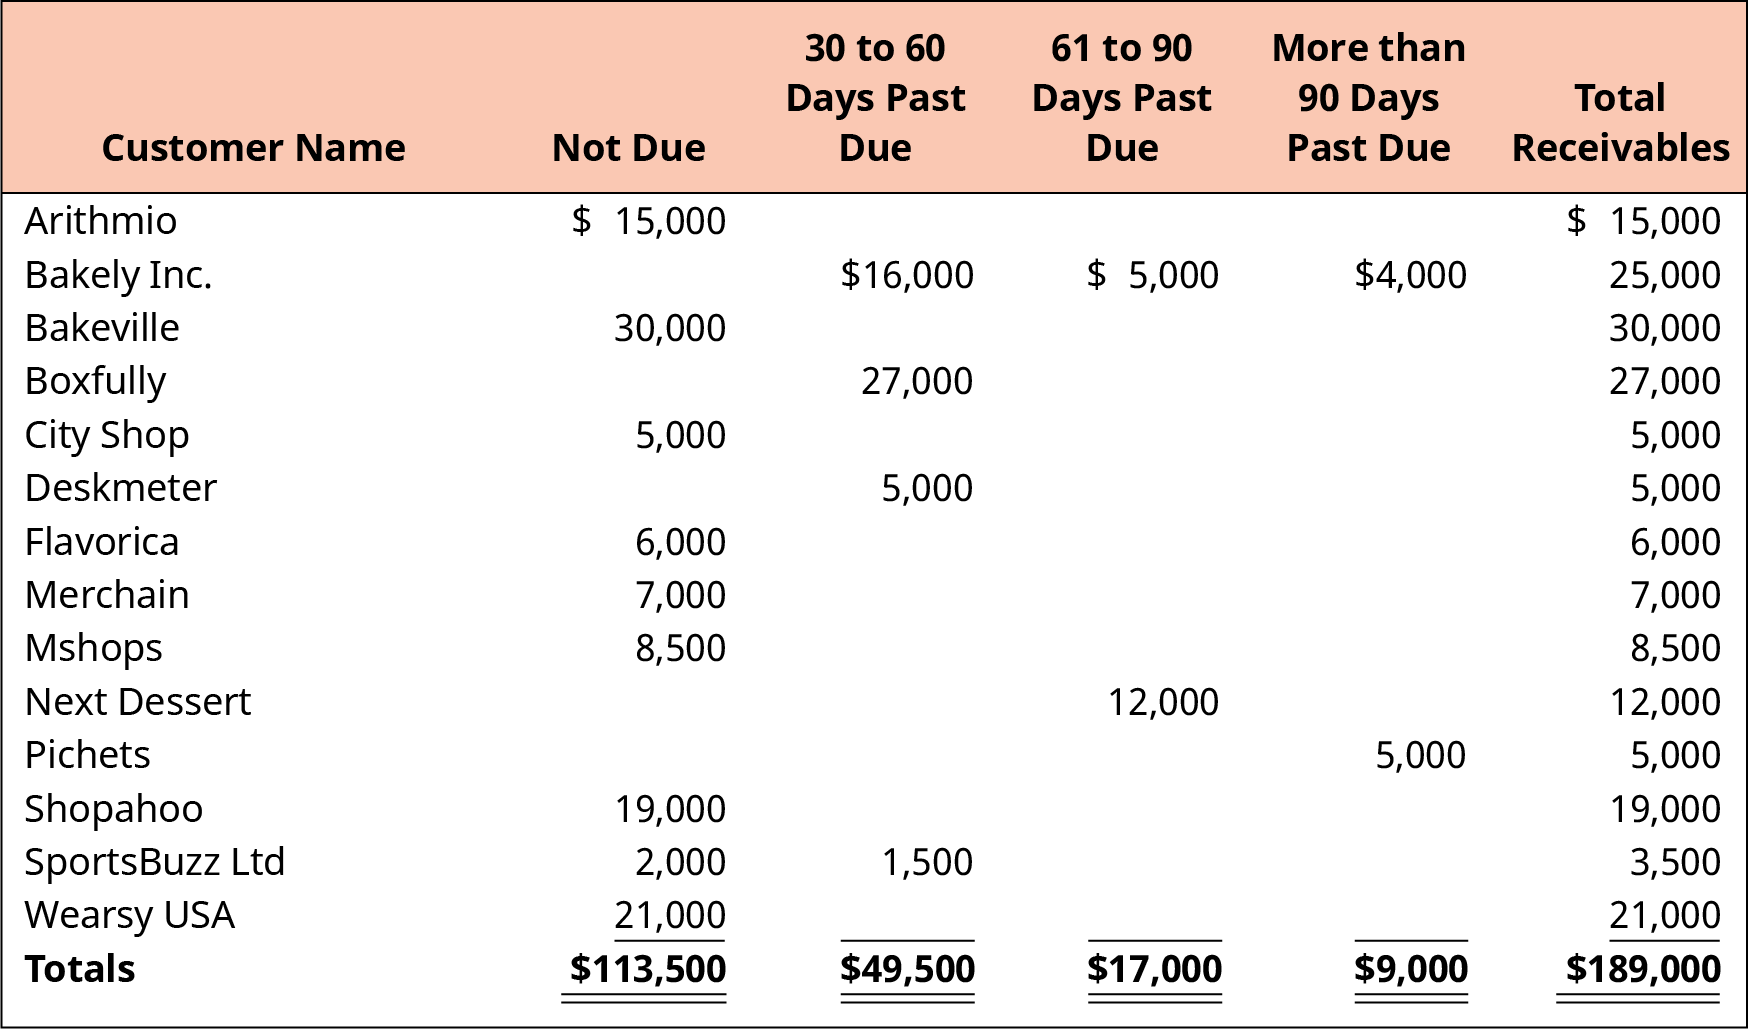 30 to 60 61 to 90 More than
Days Past Days Past 90 Days Total
Customer Name Not Due Due Due Past Due Receivables
Arithmio $ 15,000 $ 15,000
Bakely Inc. $16,000 $ 5,000 $4,000 25,000
Bakeville 30,000 30,000
Boxfully 27,000 27,000
City Shop 5,000 5,000
Deskmeter 5,000 5,000
Flavorica 6,000 6,000
Merchain 7,000 7,000
Mshops 8,500 8,500
Next Dessert 12,000 12,000
Pichets 5,000 5,000
Shopahoo 19,000 19,000
SportsBuzz Ltd 2,000 1,500 3,500
Wearsy USA 21,000 21,000
Totals $113,500 $49,500 $17,000 $9,000 $189,000